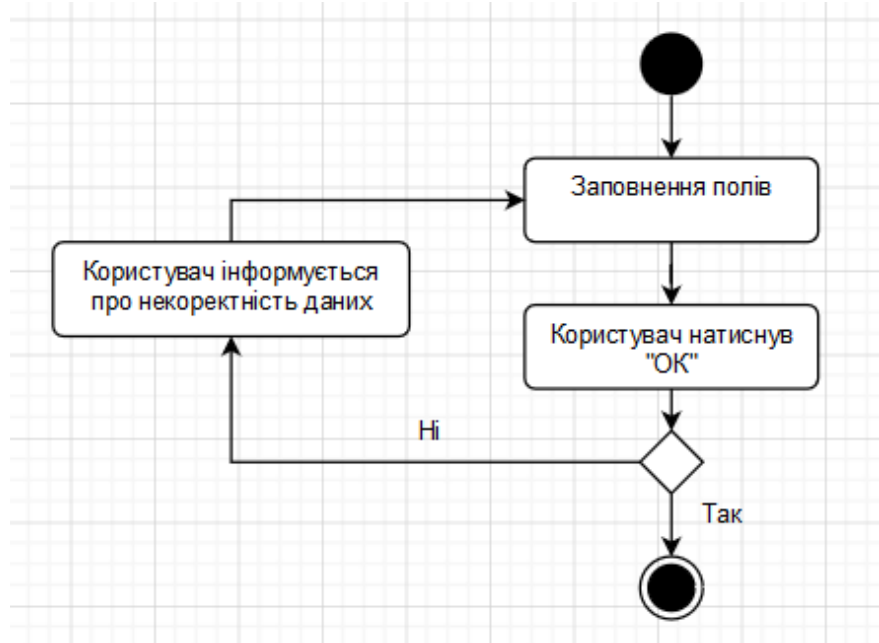 Заповнення полів
Користувач інформується
про некоректність даних
Користувач натиснув
"ОК"
Ні
Так